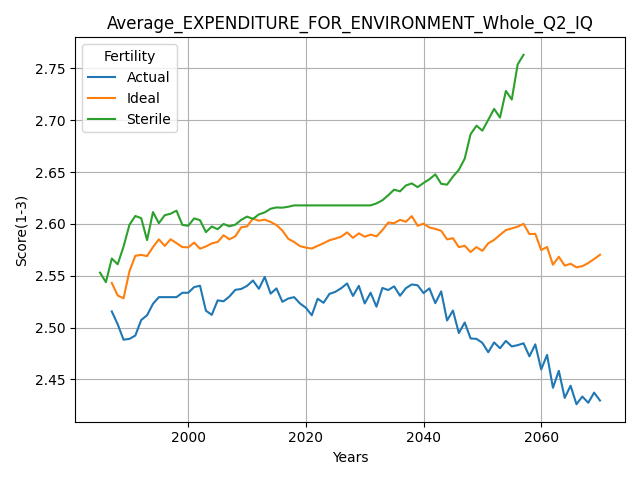 Average_EXPENDITURE_FOR_ENVIRONMENT_Whole_Q2_IQ
Fertility
Actual
Ideal
Sterile
Score(1-3)
2.75
2.70
2.65
2.60
2.55
2.50
2.45
2000
2020
2040
2060
Years